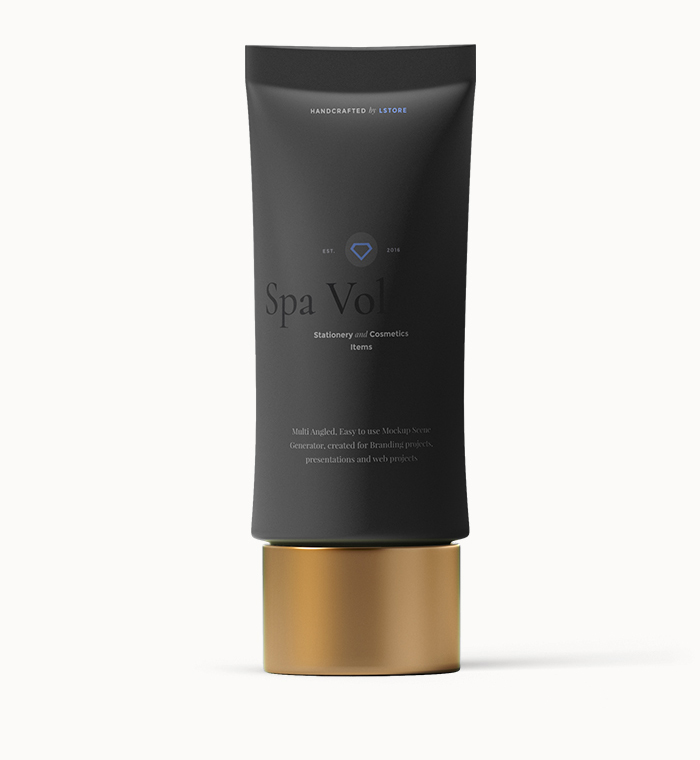 HANDCRAFTED by LSTORE
EST. 2016
Spa Vol
Stationery and Cosmetics
Items
Multi Angled, Easy to use Mockup Scene
Generator, created for Branding projects,
presentations and web projects